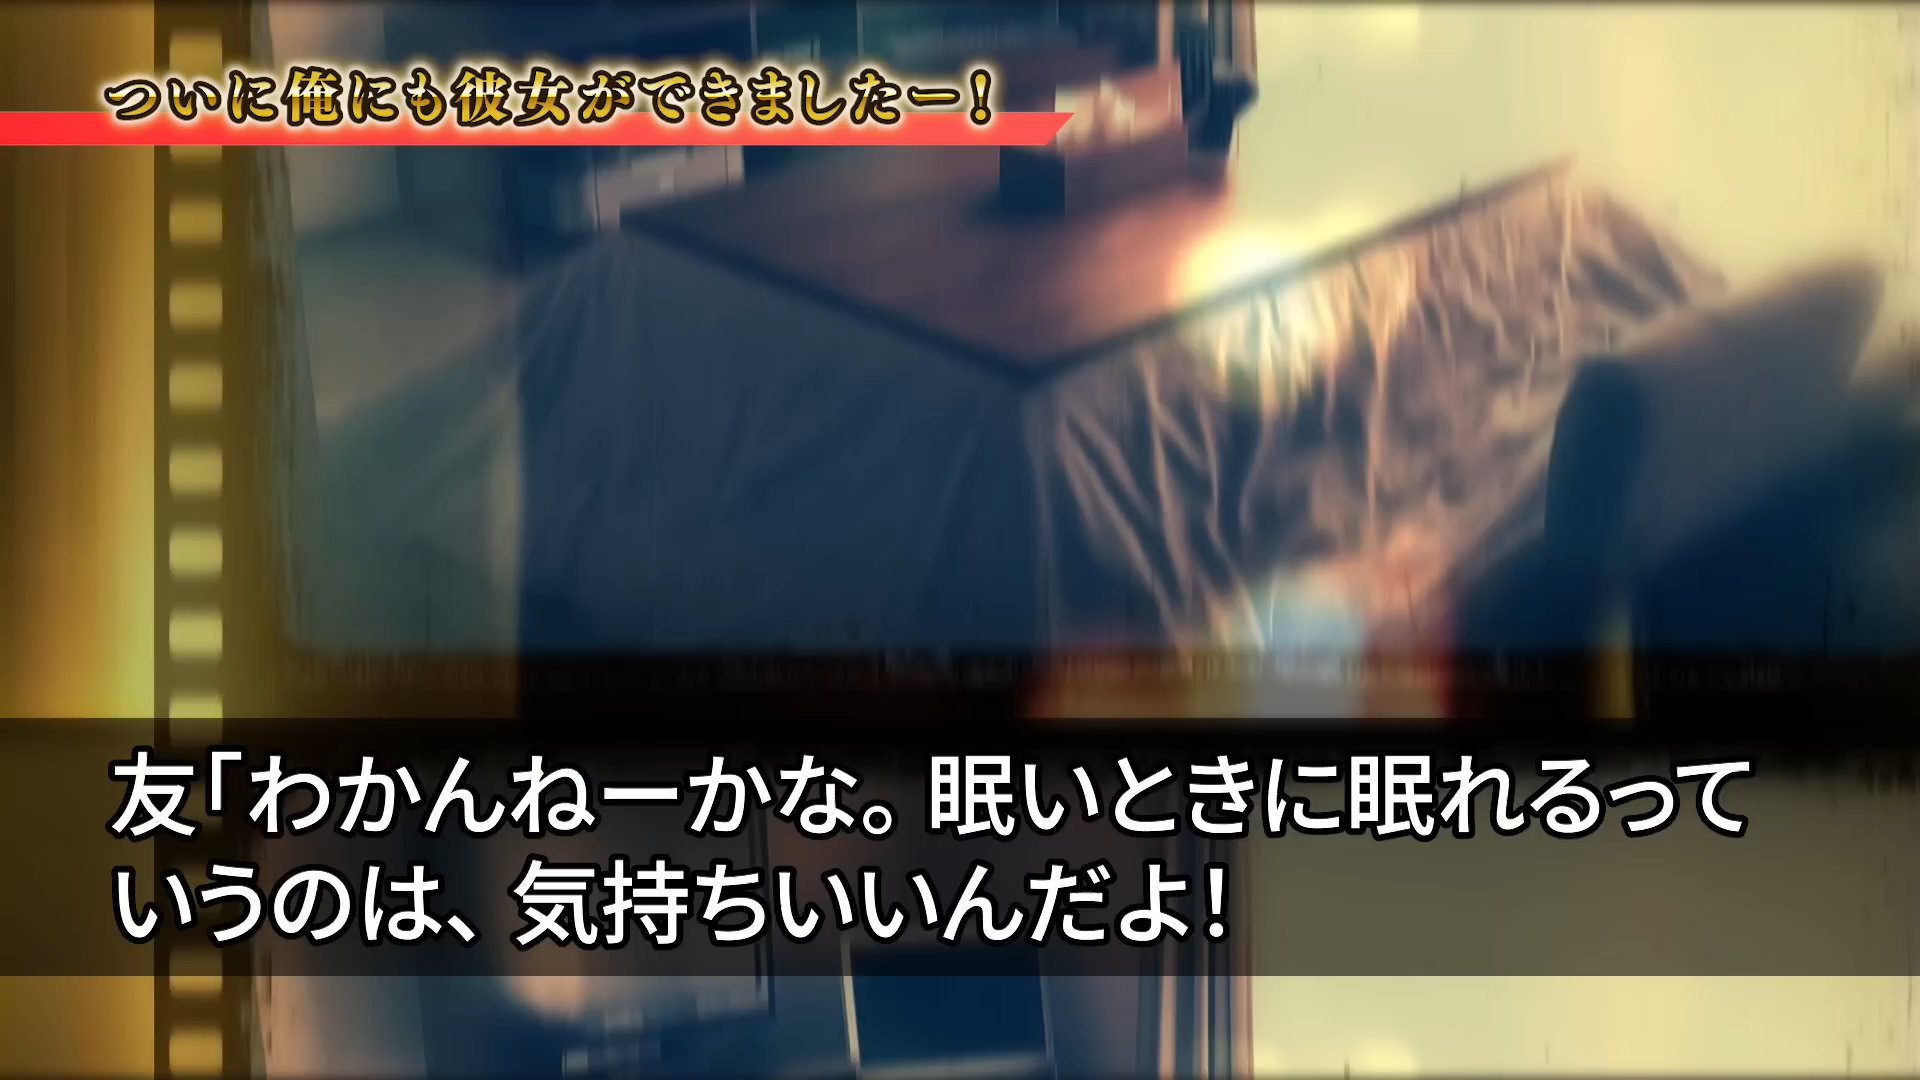 ついに俺にも彼女ができましたー！
友「わかんねーかな。眠いときに眠れるって
いうのは、気持ちいいんだよ！